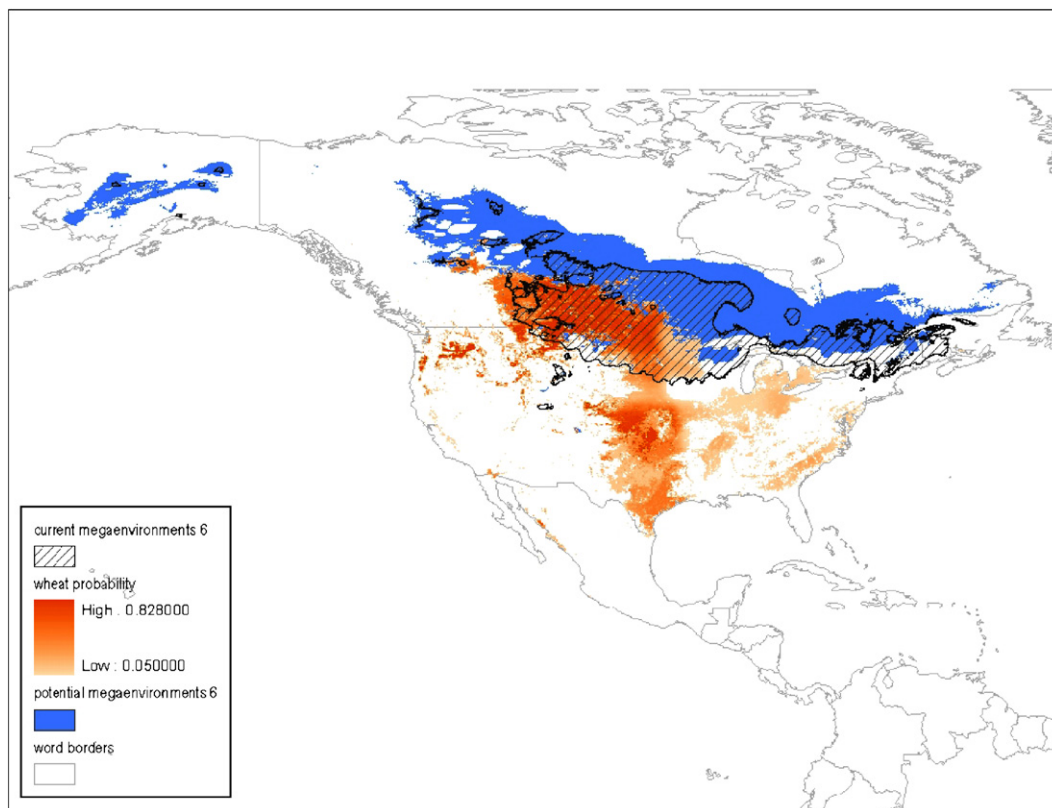 current megaenvironments 6
wheat probability
High : 0.828000
Low : 0.050000
potential megaenvironments 6
word borders